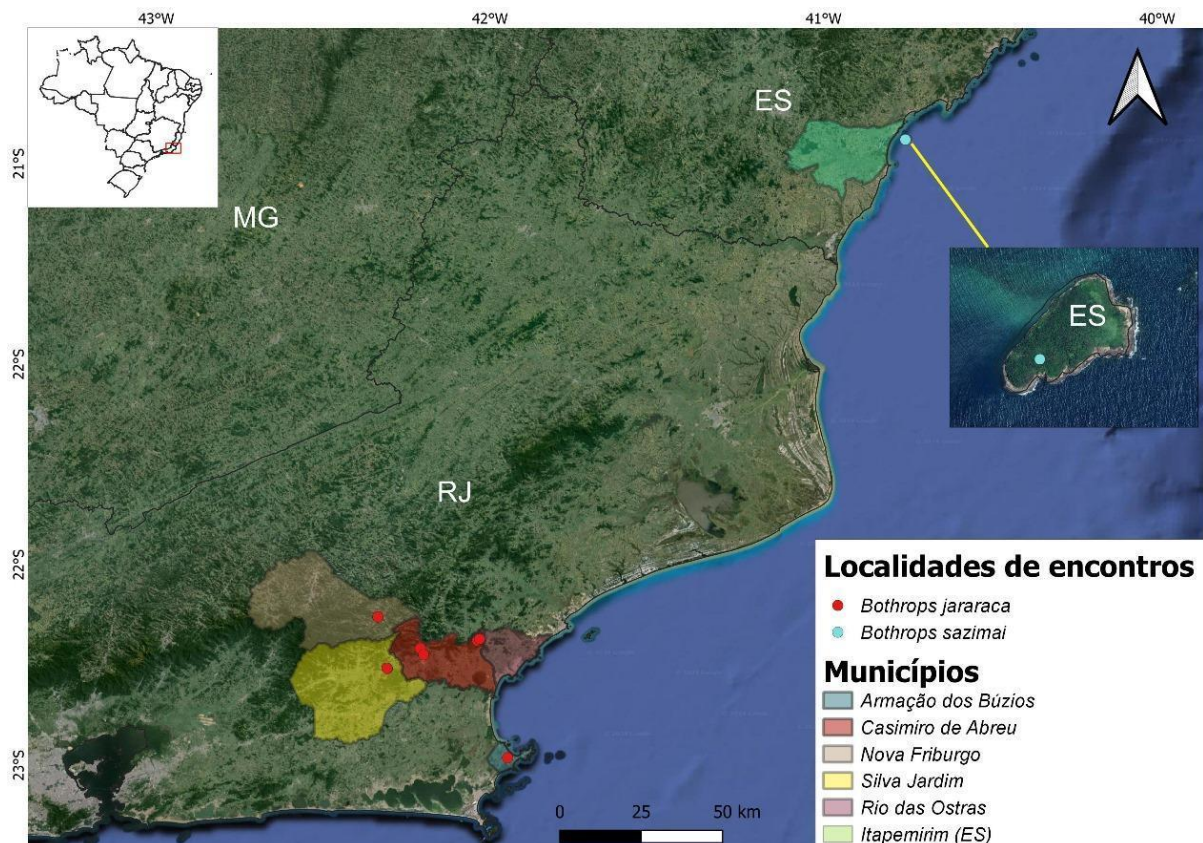 43°W 42°W 41°W 40°W
ES
21°S
MG
ES
22°S
RJ
22°S
Localidades de encontros
Bothrops jararaca
Bothrops sazimai
Municípios
Armação dos Búzios
Casimiro de Abreu
Nova Friburgo
Silva Jardim
Rio das Ostras
Itapemirim (ES)
23°S
0 25 50 km